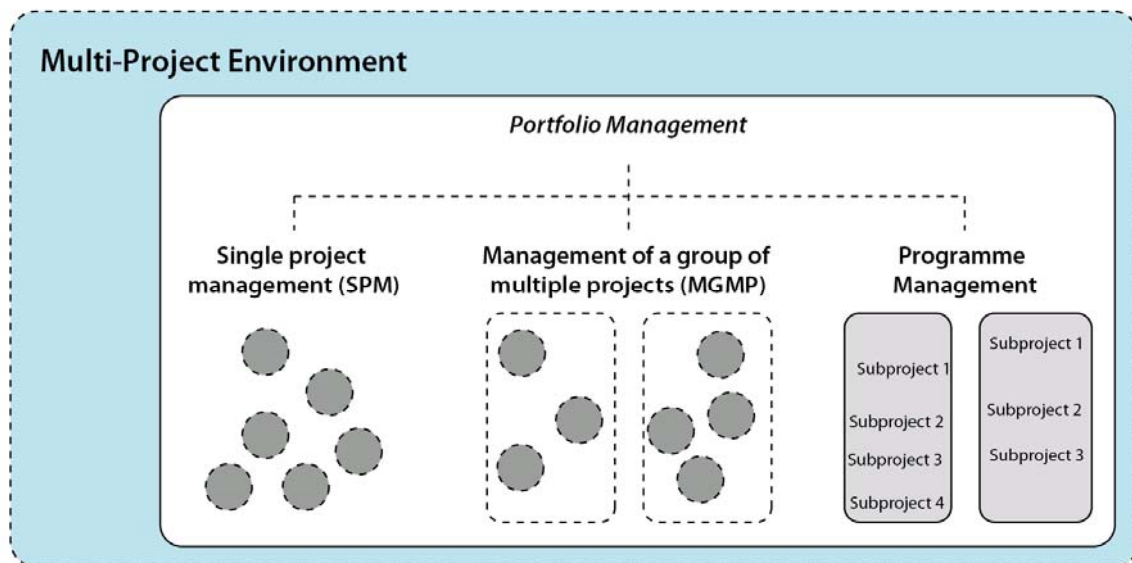 Multi-Project Environment
Portfolio Management
Single project
management (SPM)
Management of a group of
multiple projects (MGMP)
Programme
Management
Subproject 1
Subproject 2
Subproject 3
Subproject 4
Subproject 1
Subproject 2
Subproject 3